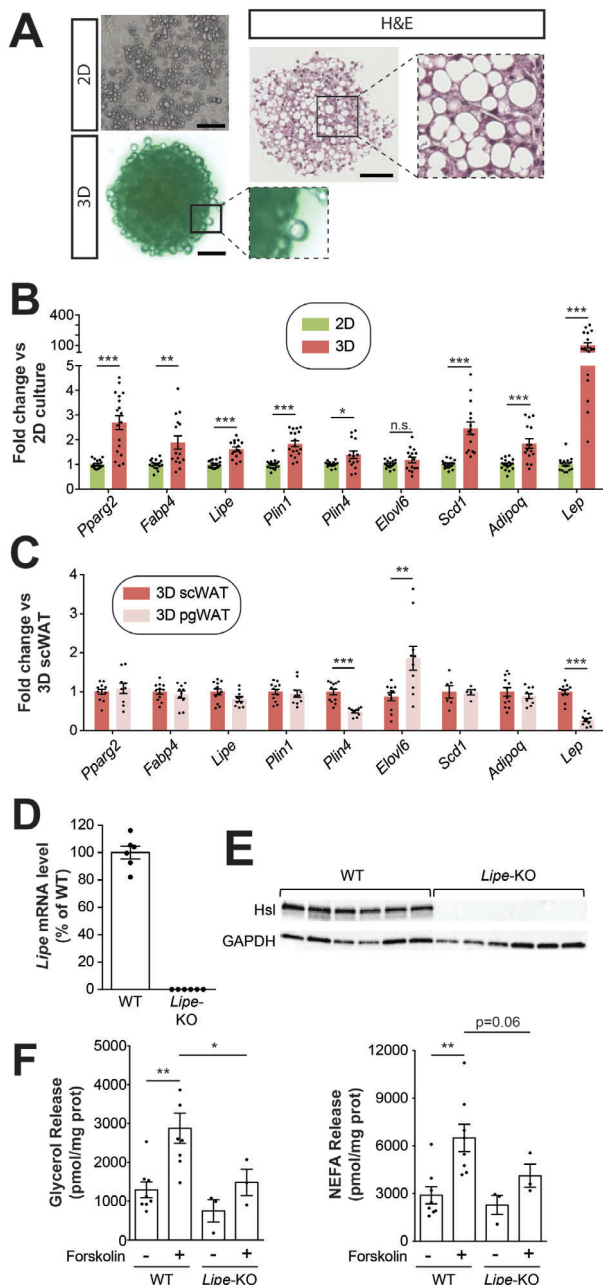 A
2D
H&E
3D
B
Fold change vs
2D culture
400
300
200
100
5
4
3
2
1
0
2D
3D
***
**
***
***
*
n.s.
***
***
***
Pparg2
Fabp4
Lipe
Plin1
Plin4
Elovl6
Scd1
Adipoq
Lep
C
Fold change vs
3D scWAT
4
3
2
1
0
3D scWAT
3D pgWAT
***
**
***
Pparg2
Fabp4
Lipe
Plin1
Plin4
Elovl6
Scd1
Adipoq
Lep
D
Lipe mRNA level
(% of WT)
120
100
80
60
40
20
0
WT
Lipe-
KO
E
WT
Lipe-KO
Hsl
GAPDH
F
Glycerol Release
(pmol/mg prot)
5000
4000
3000
2000
1000
0
**
*
Forskolin
-
+
-
+
WT
Lipe-KO
NEFA Release
(pmol/mg prot)
12000
9000
6000
3000
0
**
p=0.06
-
+
-
+
WT
Lipe-KO